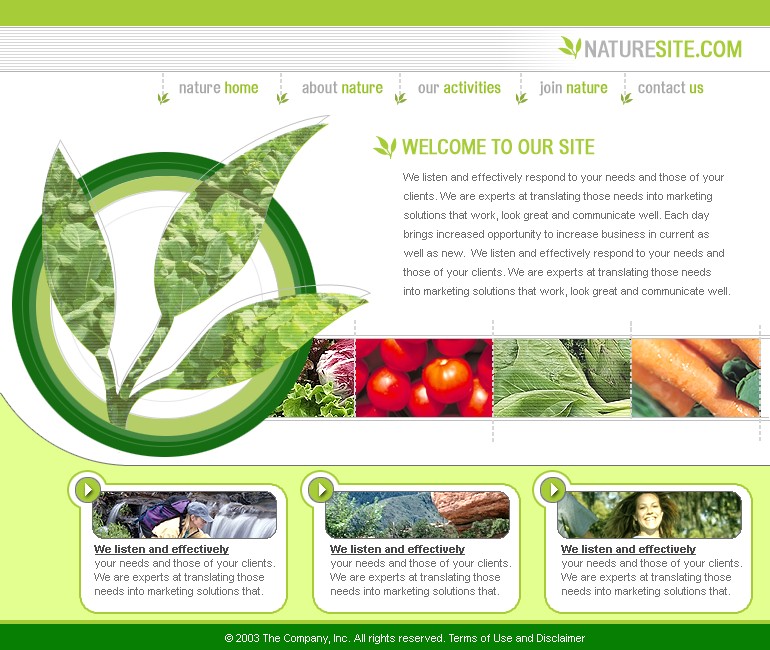 NATURESITE.COM
nature home about nature our activities join nature contact us
WELCOME TO OUR SITE
We listen and effectively respond to your needs and those of your
clients. We are experts at translating those needs into marketing
solutions that work, look great and communicate well. Each day
brings increased opportunity to increase business in current as
well as new. We listen and effectively respond to your needs and
those of your clients. We are experts at translating those needs
into marketing solutions that work, look great and communicate well.
We listen and effectively
your needs and those of your clients.
We are experts at translating those
needs into marketing solutions that.
We listen and effectively
your needs and those of your clients.
We are experts at translating those
needs into marketing solutions that.
We listen and effectively
your needs and those of your clients.
We are experts at translating those
needs into marketing solutions that.
© 2003 The Company, Inc. All rights reserved. Terms of Use and Disclaimer